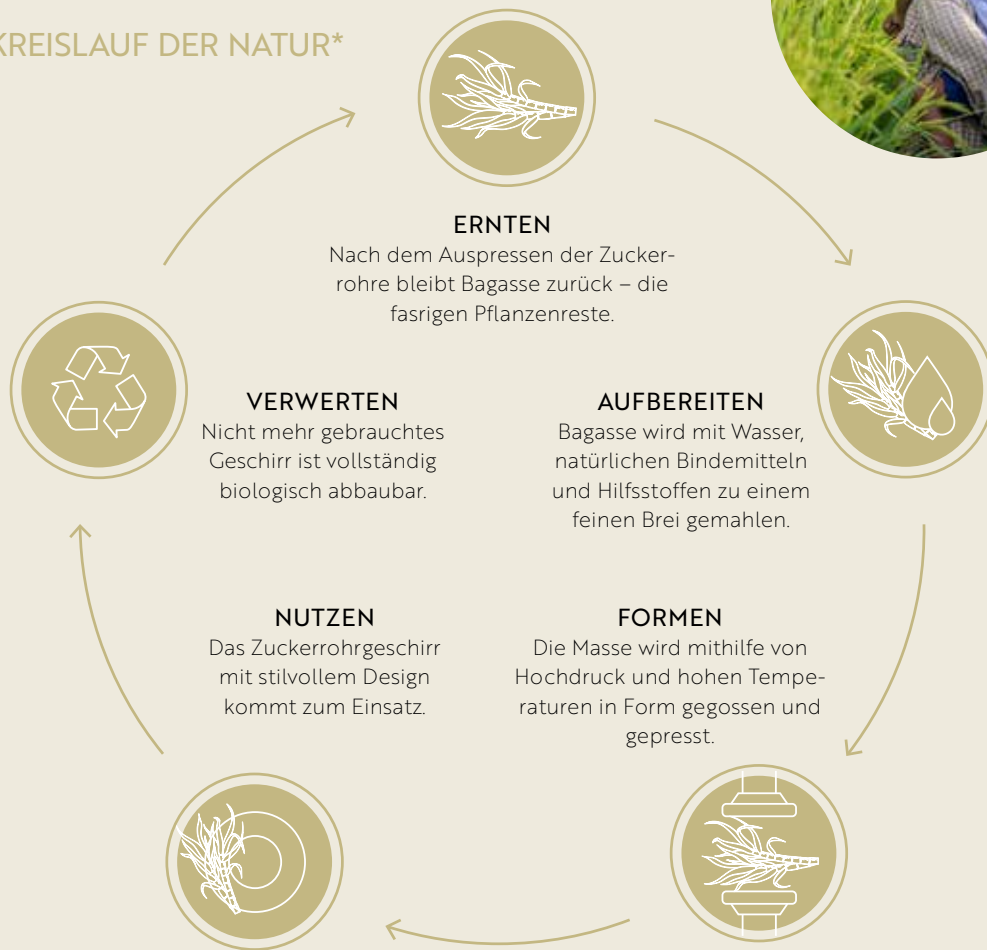 KREISLAUF DER NATUR*
ERNTEN
Nach dem Auspressen der Zucker-
rohre bleibt Bagasse zurück – die
fasrigen Pflanzenreste.
VERWERTEN
Nicht mehr gebrauchtes
Geschirr ist vollständig
biologisch abbaubar.
AUFBEREITEN
Bagasse wird mit Wasser,
natürlichen Bindemitteln
und Hilfsstoffen zu einem
feinen Brei gemahlen.
NUTZEN
Das Zuckerrohrgeschirr
mit stilvollem Design
kommt zum Einsatz.
FORMEN
Die Masse wird mithilfe von
Hochdruck und hohen Tempe-
raturen in Form gegossen und
gepresst.